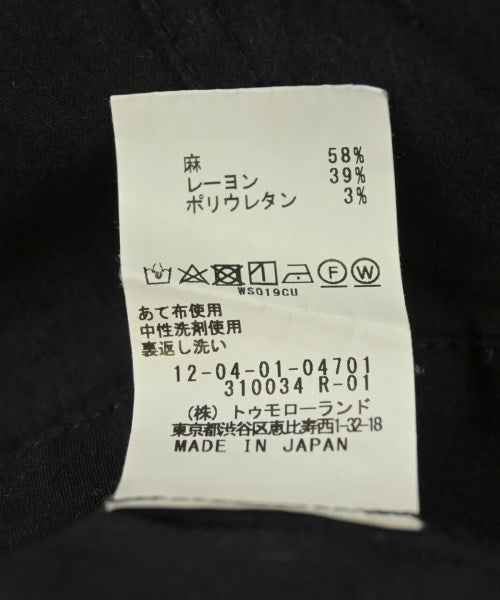 麻 58%
レーヨン 39%
ポリウレタン 3%
F W
WS019CU
あて布使用
中性洗剤使用
裏返し洗い
12-04-01-04701
310034 R-01
(株) トゥモローランド
東京都渋谷区恵比寿西1-32-18
MADE IN JAPAN